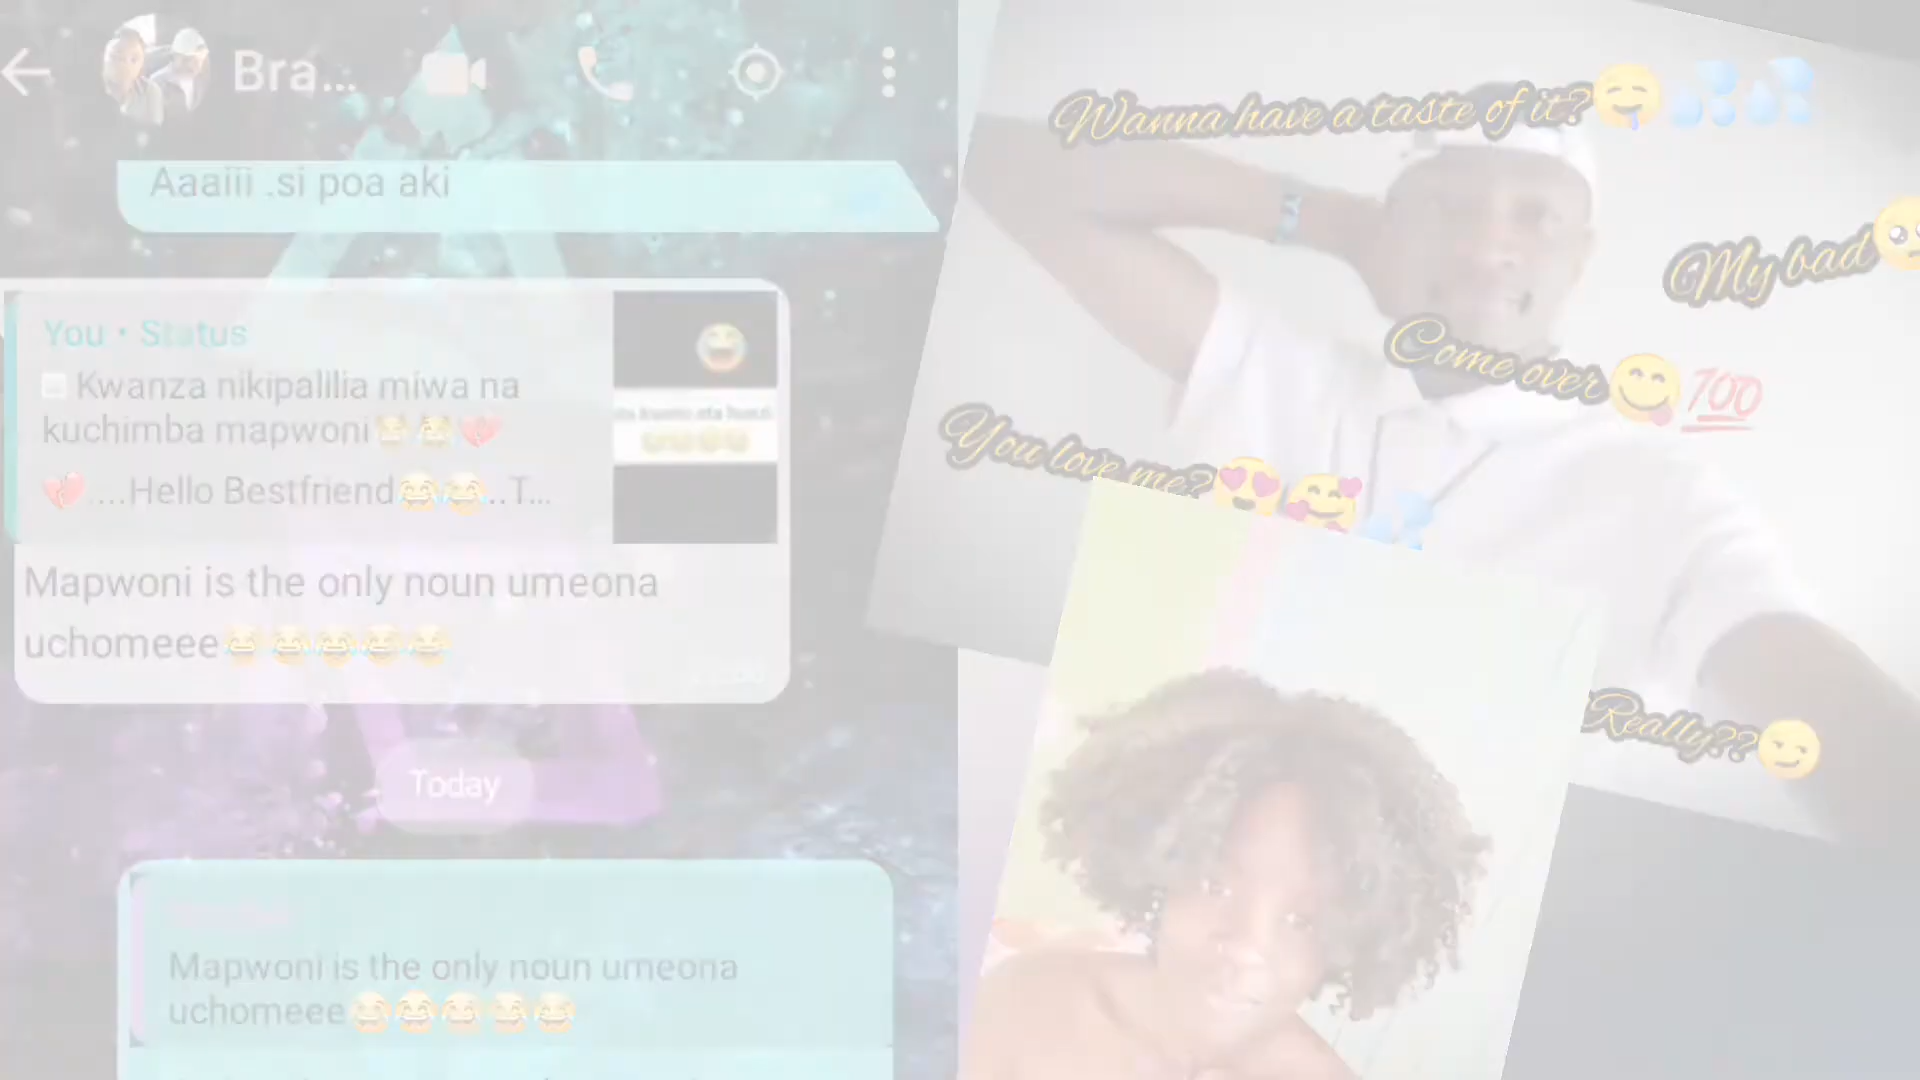 Bra...
Aaaiii .si poa aki
You • Status
Kwanza nikipalilia miwa na
kuchimba mapwoni😂😂💔
💔....Hello Bestfriend😂😂..T...
Mapwoni is the only noun umeona
uchomeee😂😂😂😂😂
Today
Mapwoni is the only noun umeona
uchomeee😂😂😂😂😂
Wanna have a taste of it?🤤💦💦
My bad🥺
Come over😋💯
You love me?😍🥰💦
Really??😏